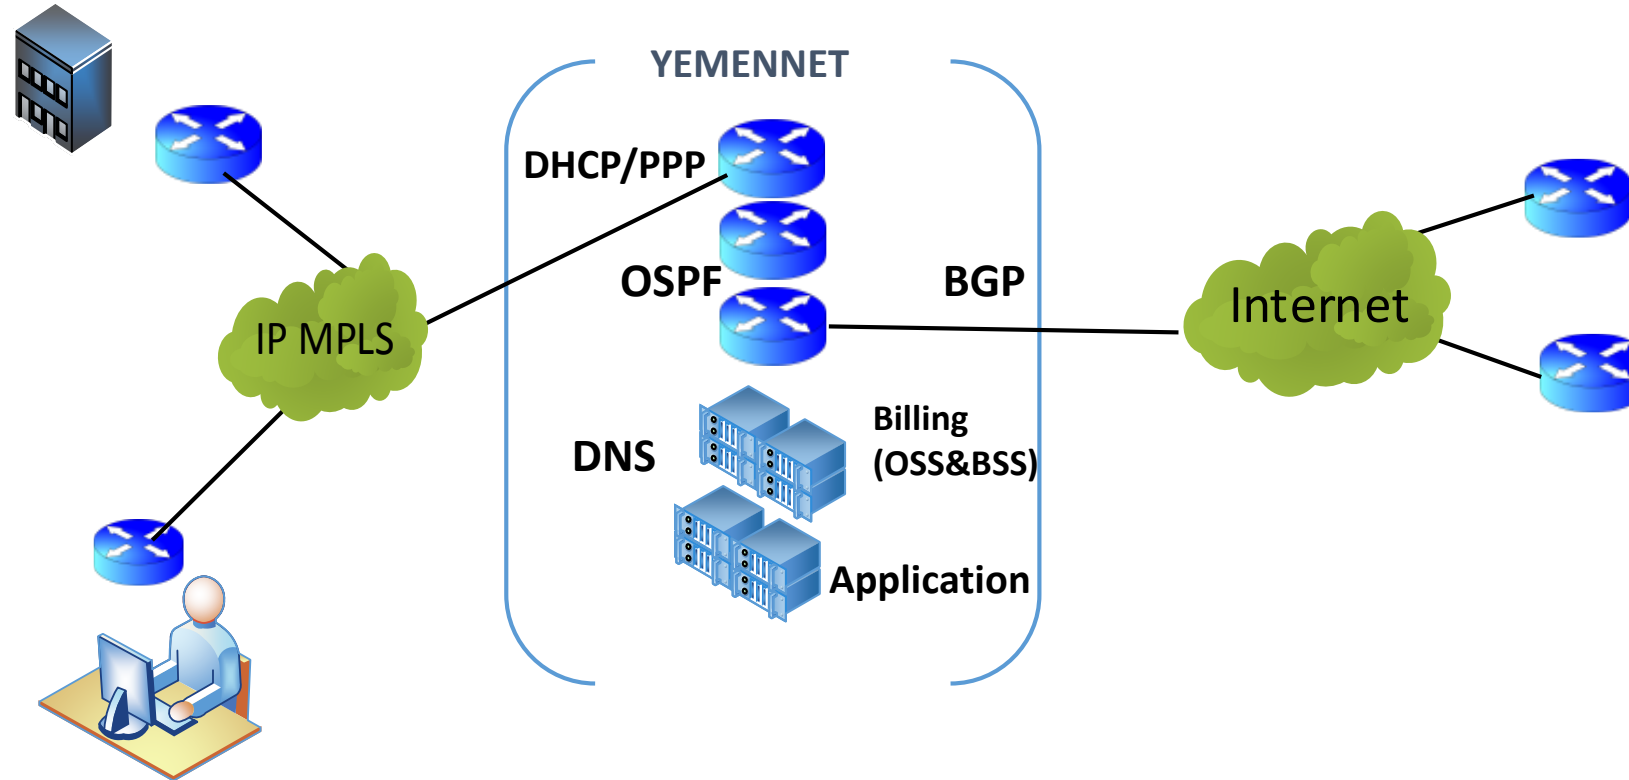 YEMENNET
DHCP/PPP
OSPF
BGP
IP MPLS
Internet
DNS
Billing
(OSS&BSS)
Application